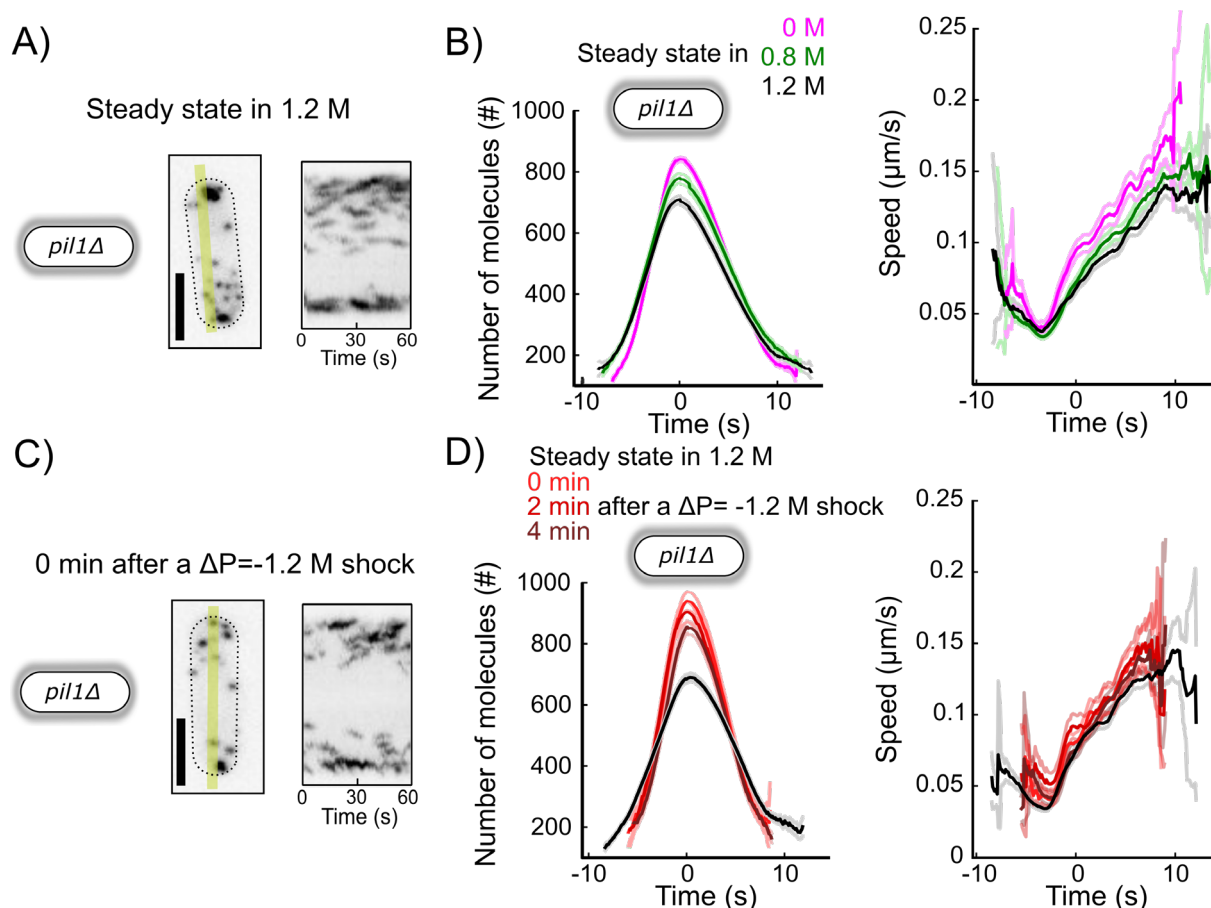 A)
Steady state in 1.2 M
pil1Δ
0
30
60
Time (s)
B)
Steady state in
0 M
0.8 M
1.2 M
pil1Δ
Number of molecules (#)
1000
800
600
400
200
-10
0
10
Time (s)
Speed (µm/s)
0.25
0.2
0.15
0.1
0.05
-10
0
10
Time (s)
C)
0 min after a ΔP=-1.2 M shock
pil1Δ
0
30
60
Time (s)
D)
Steady state in 1.2 M
0 min
2 min after a ΔP= -1.2 M shock
4 min
pil1Δ
Number of molecules (#)
1000
800
600
400
200
-10
0
10
Time (s)
Speed (µm/s)
0.25
0.2
0.15
0.1
0.05
0
-10
0
10
Time (s)